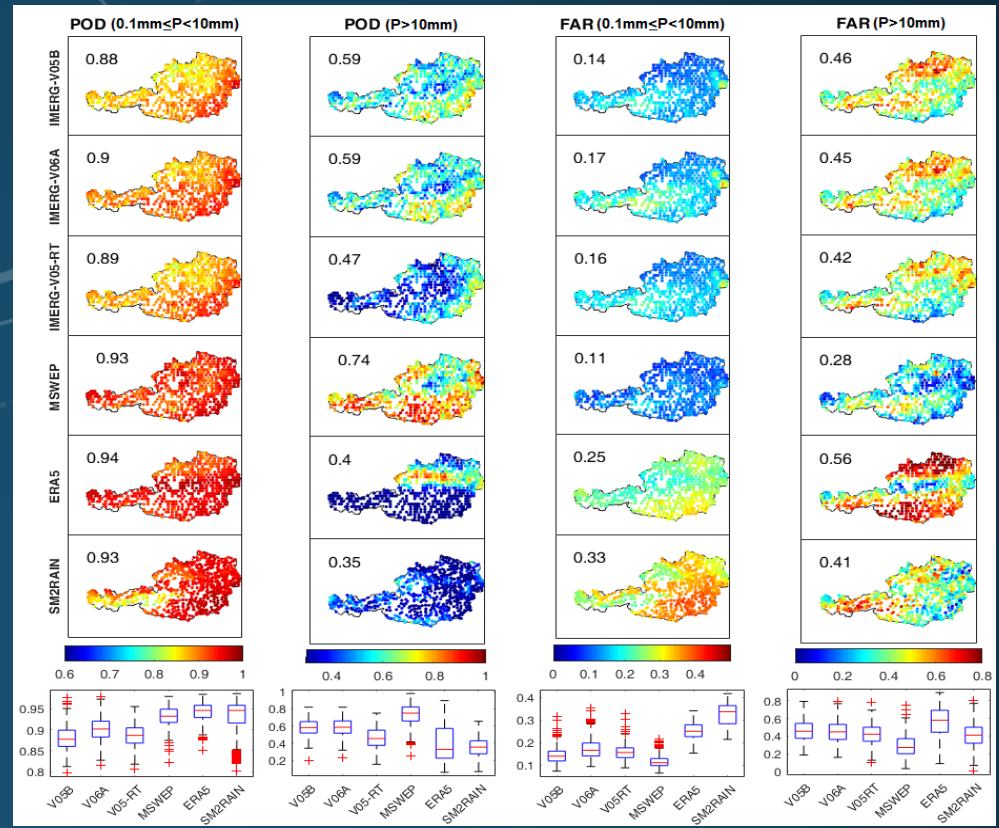 POD (0.1mm≤P<10mm) POD (P>10mm) FAR (0.1mm≤P<10mm) FAR (P>10mm)
IMERG-V05B 0.88 0.59 0.14 0.46
IMERG-V06A 0.9 0.59 0.17 0.45
IMERG-V05-RT 0.89 0.47 0.16 0.42
MSWEP 0.93 0.74 0.11 0.28
ERA5 0.94 0.4 0.25 0.56
SM2RAIN 0.93 0.35 0.33 0.41
0.6 0.7 0.8 0.9 1 0.4 0.6 0.8 1 0 0.1 0.2 0.3 0.4 0 0.2 0.4 0.6 0.8
0.95 0.9 0.85 0.8
V05B V06A V05-RT MSWEP ERA5 SM2RAIN
1 0.8 0.6 0.4 0.2
V05B V06A V05-RT MSWEP ERA5 SM2RAIN
0.4 0.3 0.2 0.1
V05B V06A V05-RT MSWEP ERA5 SM2RAIN
0.8 0.6 0.4 0.2 0
V05B V06A V05-RT MSWEP ERA5 SM2RAIN